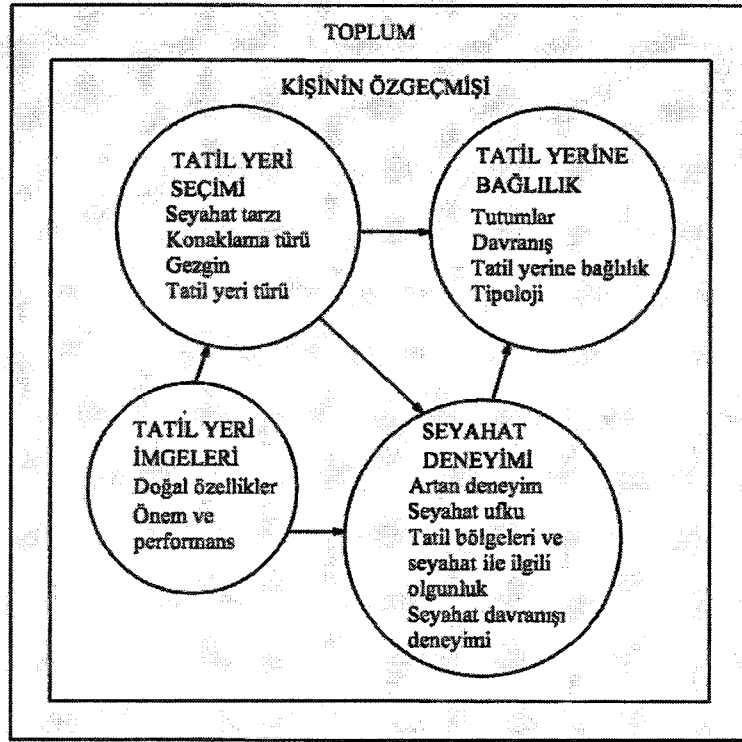 TOPLUM
KİŞİNİN ÖZGEÇMİŞİ
TATİL YERİ
SEÇİMİ
Seyahat tarzı
Konaklama türü
Gezgin
Tatil yeri türü
TATİL YERİNE
BAĞLILIK
Tutumlar
Davranış
Tatil yerine bağlılık
Tipoloji
TATİL YERİ
İMGELERİ
Doğal özellikler
Önem ve
performans
SEYAHAT
DENEYİMİ
Artan deneyim
Seyahat ufku
Tatil bölgeleri ve
seyahat ile ilgili
olgunluk
Seyahat davranışı
deneyimi